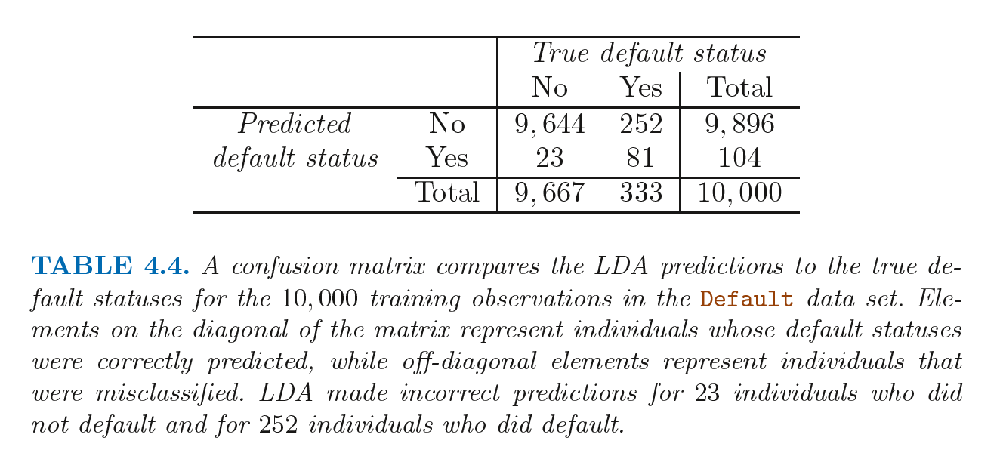 True default status
No Yes Total
Predicted No 9,644 252 9,896
default status Yes 23 81 104
Total 9,667 333 10,000
TABLE 4.4. A confusion matrix compares the LDA predictions to the true de-
fault statuses for the 10,000 training observations in the Default data set. Ele-
ments on the diagonal of the matrix represent individuals whose default statuses
were correctly predicted, while off-diagonal elements represent individuals that
were misclassified. LDA made incorrect predictions for 23 individuals who did
not default and for 252 individuals who did default.